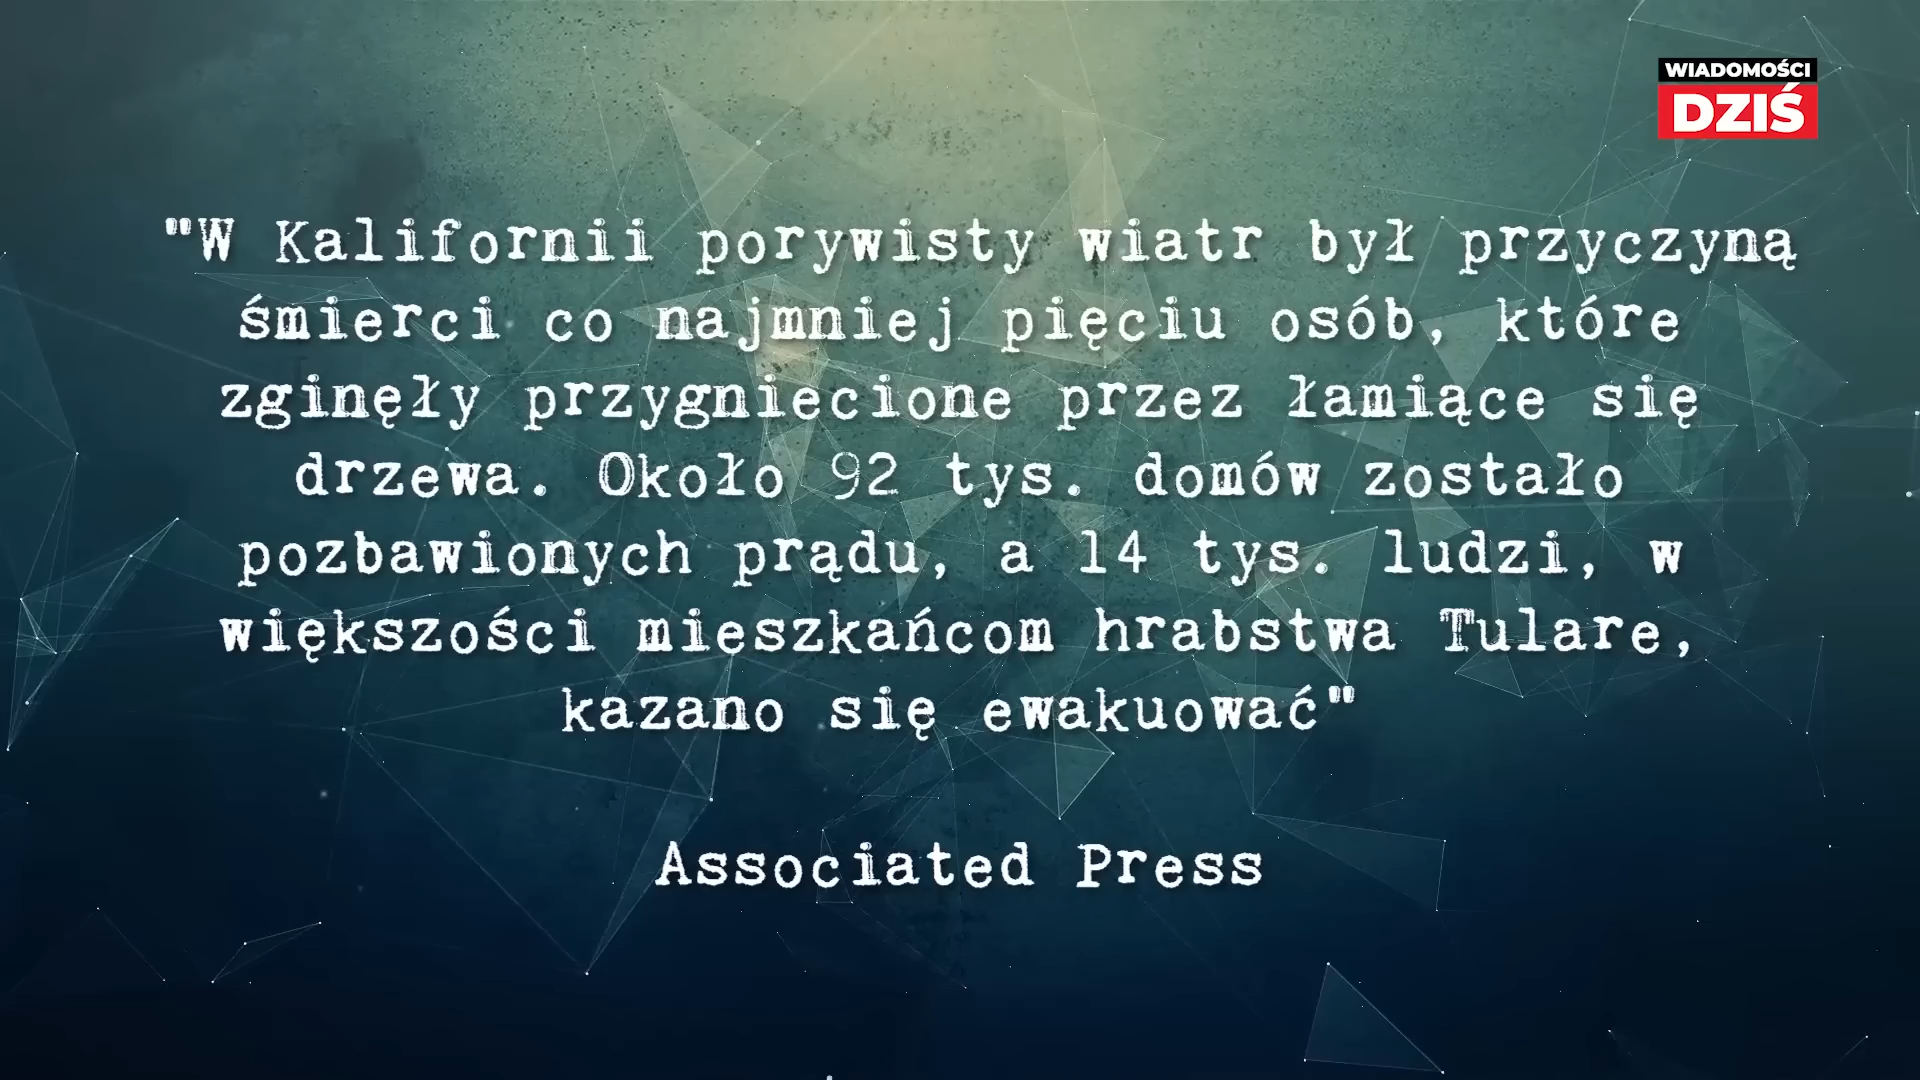 WIADOMOŚCI
DZIŚ
"W Kalifornii porywisty wiatr był przyczyną
śmierci co najmniej pięciu osób, które
zginęły przygniecione przez łamiące się
drzewa. Około 92 tys. domów zostało
pozbawionych prądu, a 14 tys. ludzi, w
większości mieszkańcom hrabstwa Tulare,
kazano się ewakuować"
Associated Press